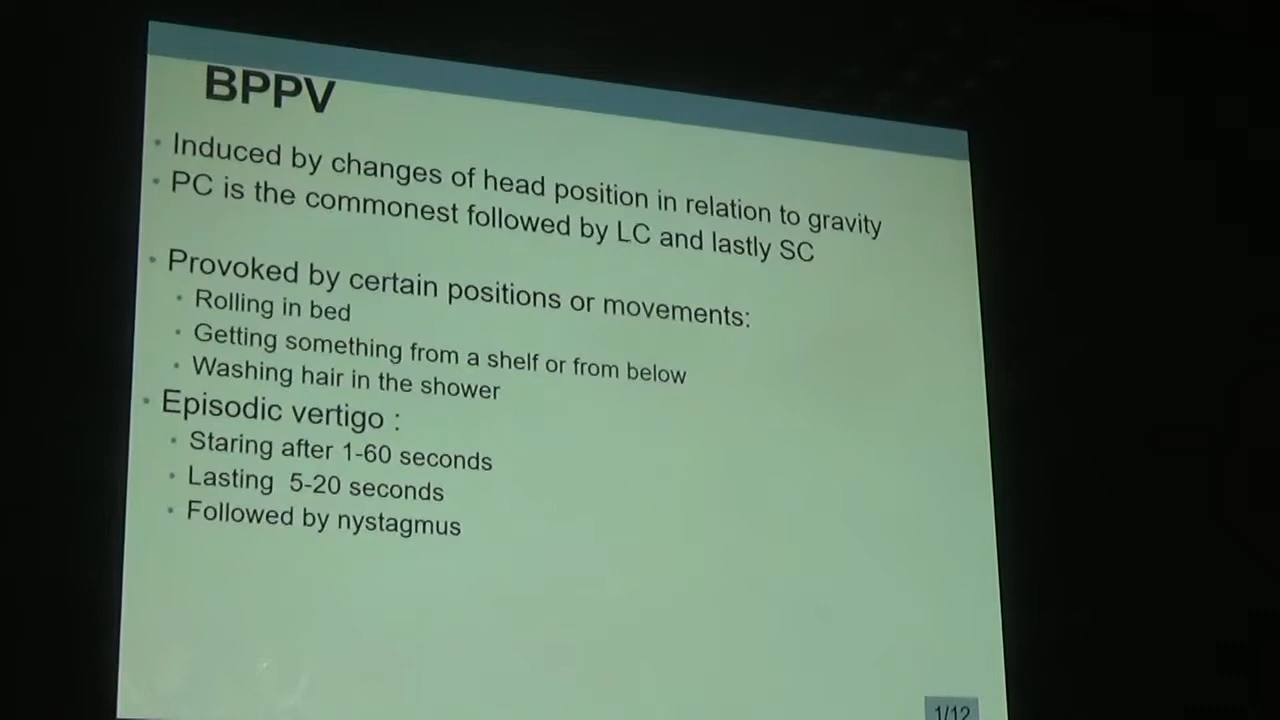 BPPV
• Induced by changes of head position in relation to gravity
• PC is the commonest followed by LC and lastly SC
• Provoked by certain positions or movements:
• Rolling in bed
• Getting something from a shelf or from below
• Washing hair in the shower
• Episodic vertigo :
• Staring after 1-60 seconds
• Lasting  5-20 seconds
• Followed by nystagmus
1/12